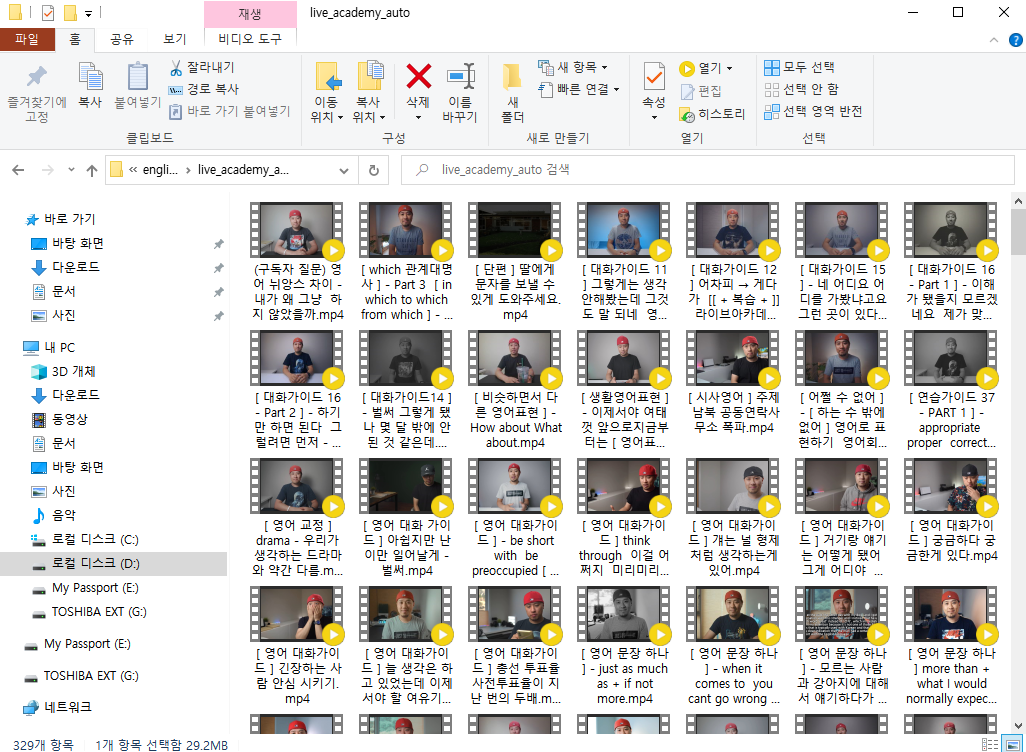 재생
live_academy_auto
파일
홈
공유
보기
비디오 도구
즐겨찾기에 고정
복사
붙여넣기
잘라내기
경로 복사
바로 가기 붙여넣기
클립보드
이동 위치
복사 위치
삭제
이름 바꾸기
구성
새 폴더
새 항목
빠른 연결
새로 만들기
속성
열기
편집
히스토리
열기
모두 선택
선택 안 함
선택 영역 반전
선택
« engli... › live_academy_a...
live_academy_auto 검색
바로 가기
바탕 화면
다운로드
문서
사진
내 PC
3D 개체
다운로드
동영상
문서
바탕 화면
사진
음악
로컬 디스크 (C:)
로컬 디스크 (D:)
My Passport (E:)
TOSHIBA EXT (G:)
My Passport (E:)
TOSHIBA EXT (G:)
네트워크
(구독자 질문) 영
어 뉘앙스 차이 -
내가 왜 그냥 하
지 않았을까.mp4
[ which 관계대명
사 ] - Part 3 [ in
which to which
from which ] - ...
[ 단편 ] 딸에게
문자를 보낼 수
있게 도와주세요.
mp4
[ 대화가이드 11
] 그렇게는 생각
안해봤는데 그것
도 말 되네 영...
[ 대화가이드 12
] 어차피 → 게다
가 [[ + 복습 + ]]
라이브아카데...
[ 대화가이드 15
] - 네 어디요 어
디를 가봤냐고요
그런 곳이 있다...
[ 대화가이드 16
- Part 1 ] - 이해
가 됐을지 모르겠
네요 제가 맞...
[ 대화가이드 16
- Part 2 ] - 하기
만 하면 된다 그
럴려면 먼저 - ...
[ 대화가이드14 ]
- 벌써 그렇게 됐
나 몇 달 밖에 안
된 것 같은데....
[ 비슷하면서 다
른 영어표현 ] -
How about What
about.mp4
[ 생활영어표현 ]
- 이제서야 여태
껏 앞으로지금부
터는 [ 영어표...
[ 시사영어 ] 주제
남북 공동연락사
무소 폭파.mp4
[ 어쩔 수 없어 ]
- [ 하는 수 밖에
없어 ] 영어로 표
현하기 영어회...
[ 연습가이드 37
- PART 1 ] -
appropriate
proper correct...
[ 영어 교정 ]
drama - 우리가
생각하는 드라마
와 약간 다름.m...
[ 영어 대화 가이
드 ] 아쉽지만 난
이만 일어날게 -
벌써.mp4
[ 영어 대화가이
드 ] - be short
with be
preoccupied [ ...
[ 영어 대화가이
드 ] think
through 이걸 어
쩌지 미리미리...
[ 영어 대화가이
드 ] 걔는 널 형제
처럼 생각하는게
있어.mp4
[ 영어 대화가이
드 ] 거기랑 얘기
는 어떻게 됐어
그게 어디야 ...
[ 영어 대화가이
드 ] 궁금하다 궁
금한게 있다.mp4
[ 영어 대화가이
드 ] 긴장하는 사
람 안심 시키기.
mp4
[ 영어 대화가이
드 ] 늘 생각은 하
고 있었는데 이제
서야 할 여유기...
[ 영어 대화가이
드 ] 총선 투표율
사전투표율이 지
난 번의 두배.m...
[ 영어 문장 하나
] - just as much
as + if not
more.mp4
[ 영어 문장 하나
] - when it
comes to you
cant go wrong ...
[ 영어 문장 하나
] - 모르는 사람
과 강아지에 대해
서 얘기하다가 ...
[ 영어 문장 하나
] more than +
what I would
normally expec...
329개 항목
1개 항목 선택함 29.2MB